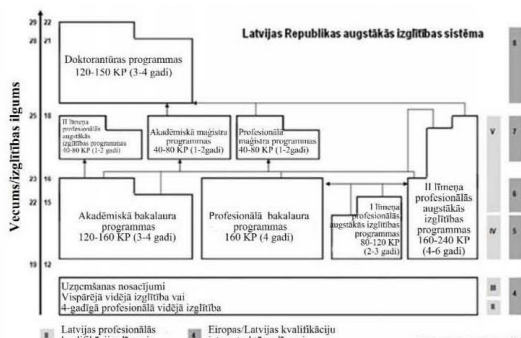 Latvijas Republikas augstākās izglītības sistēma
Vecums/izglītības ilgums
29 22
28 21
Doktorantūras programmas
120-150 KP (3-4 gadi)
8
25 18
II līmeņa
profesionālās
augstākās
izglītības programmas
40-80 KP (1-2 gadi)
Akadēmiskā maģistra
programmas
40-80 KP (1-2gadi)
Profesionālā
maģistra programmas
40-80 KP (1-2gadi)
V
7
23 16
22 15
Akadēmiskā bakalaura
programmas
120-160 KP (3-4 gadi)
Profesionālā bakalaura
programmas
160 KP (4 gadi)
I līmeņa
profesionālās
augstākās izglītības
programmas
80-120 KP
(2-3 gadi)
II līmeņa
profesionālās
augstākās
izglītības
programmas
160-240 KP
(4-6 gadi)
6
IV
5
19 12
Uzņemšanas nosacījumi
Vispārējā vidējā izglītība vai
4-gadīgā profesionālā vidējā izglītība
III
II
4
Latvijas profesionālās
Eiropas/Latvijas kvalifikāciju